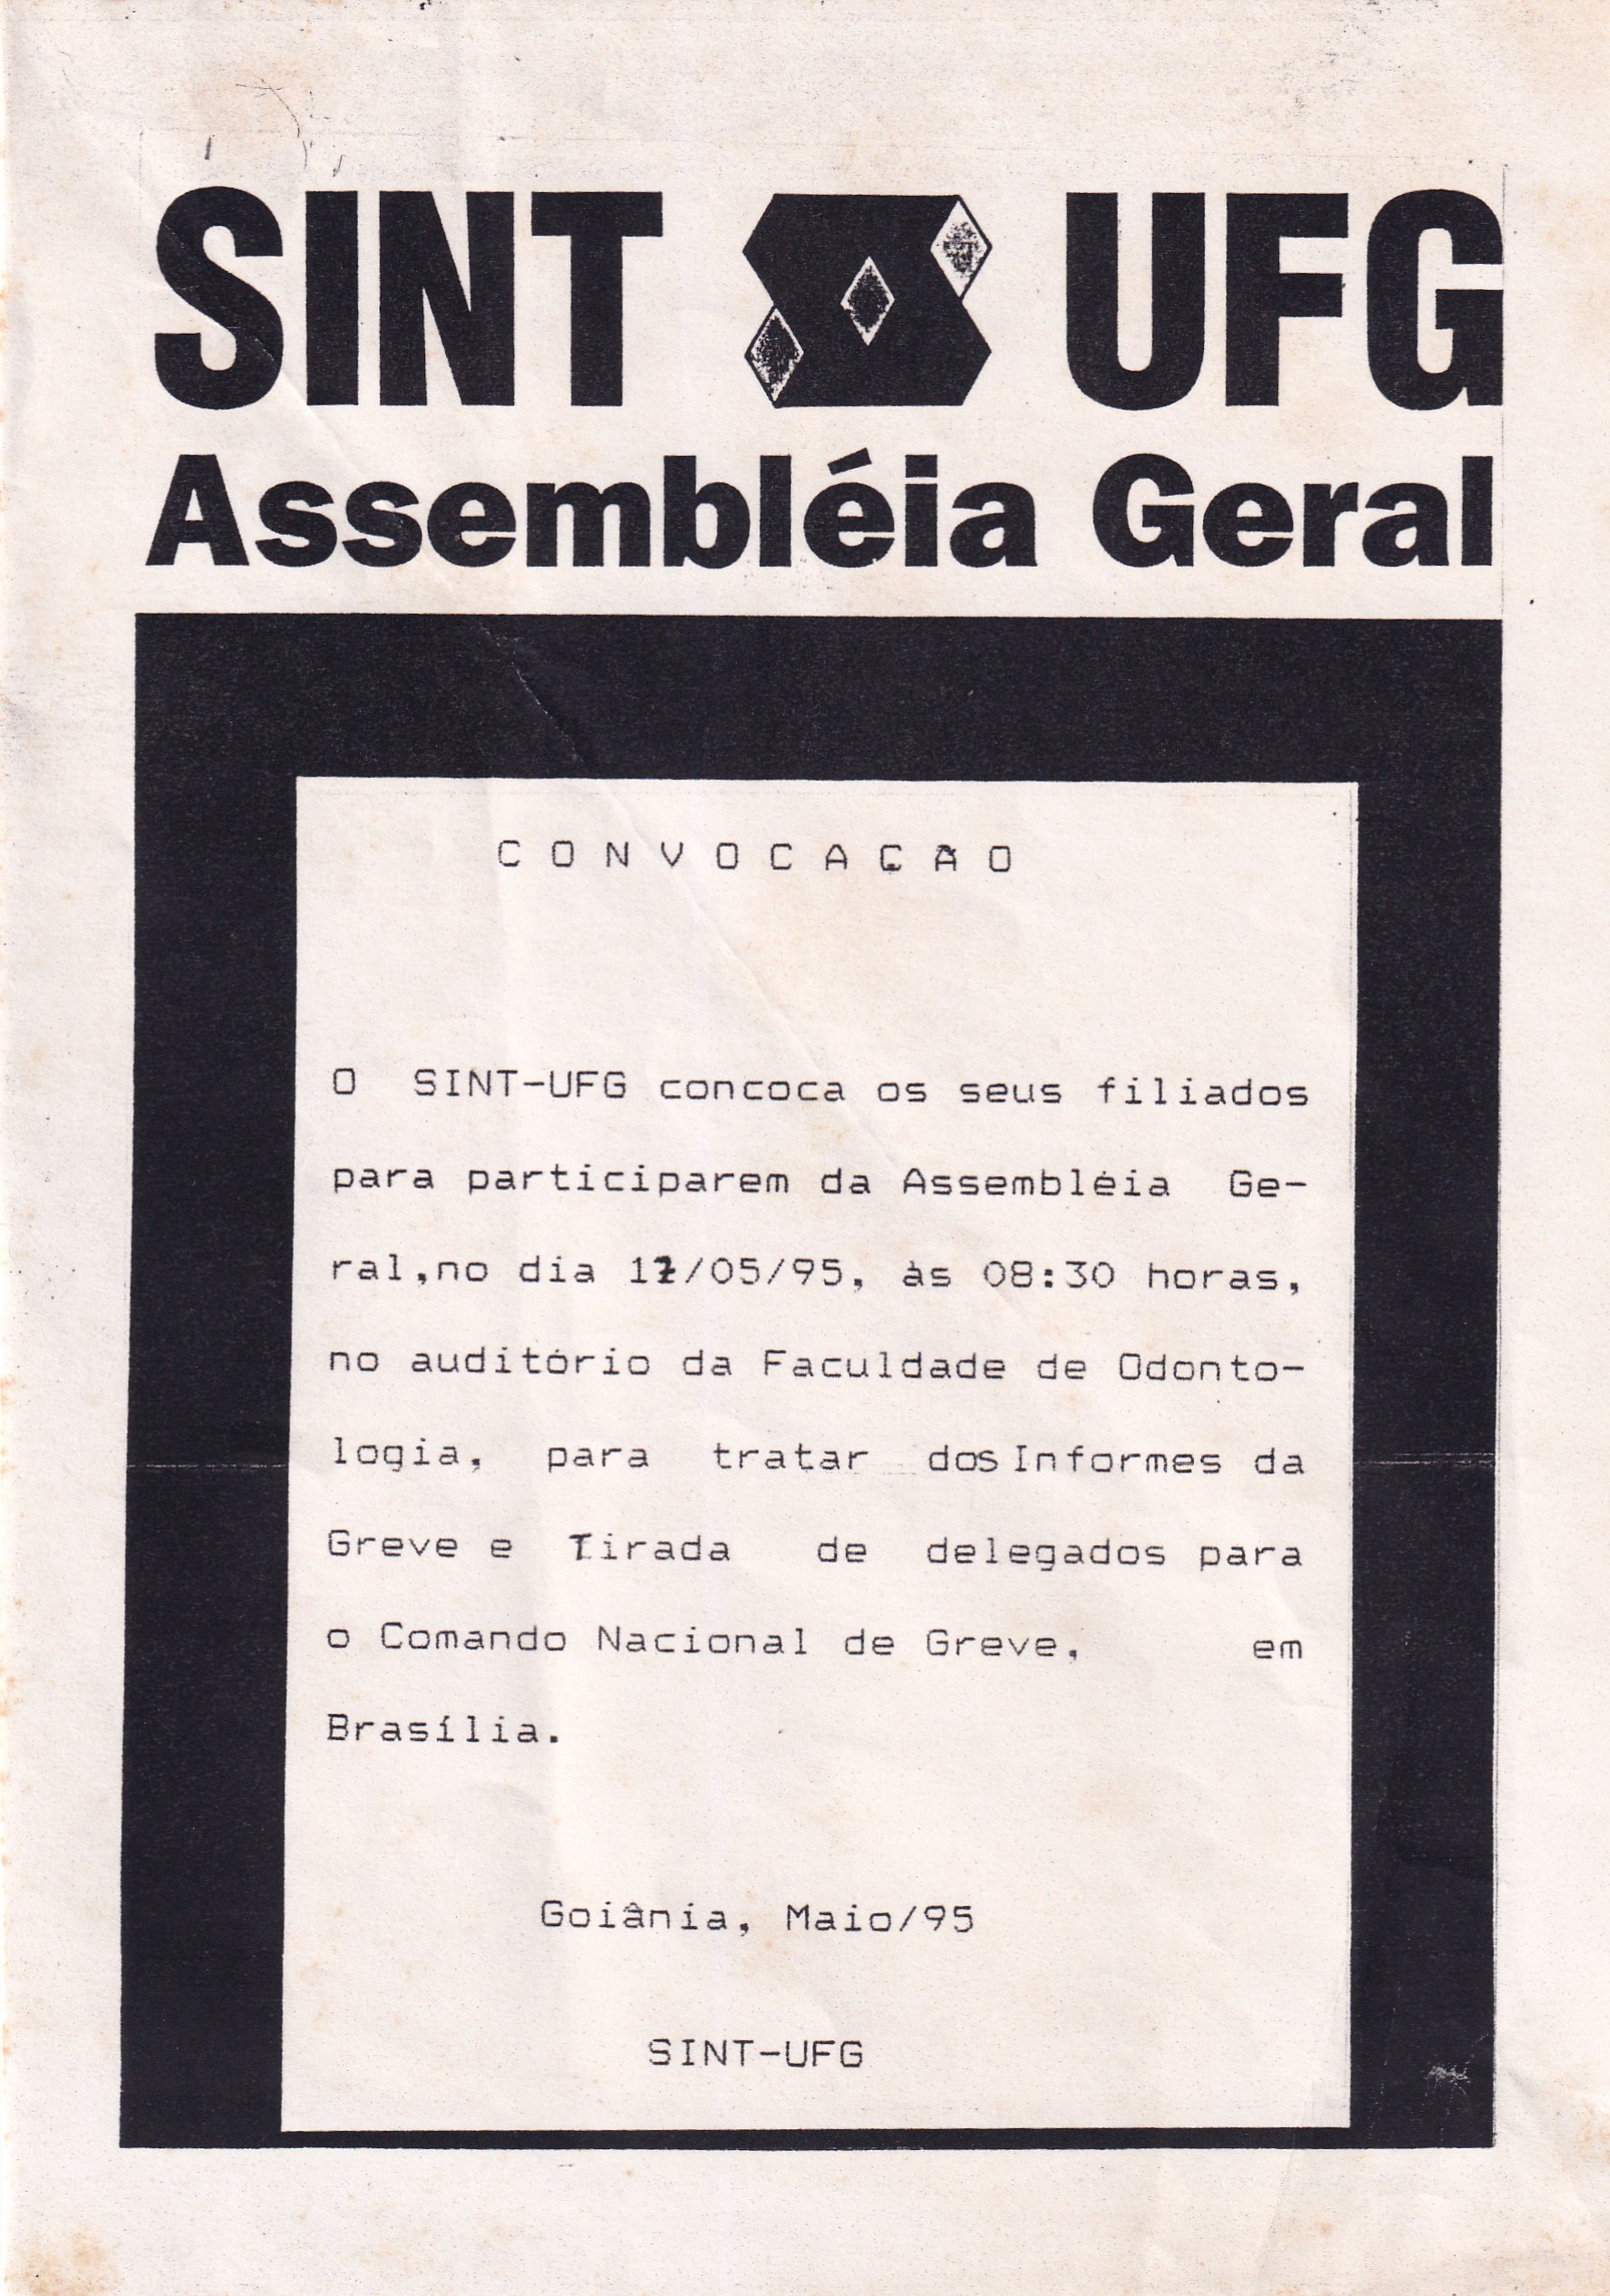 SINT UFG
Assembléia Geral
C O N V O C A Ç Ã O
O SINT-UFG concoca os seus filiados
para participarem da Assembléia Ge-
ral,no dia /05/95, às 08:30 horas,
no auditório da Faculdade de Odonto-
logia, para tratar dos Informes da
Greve e Tirada de delegados para
o Comando Nacional de Greve, em
Brasília.
Goiânia, Maio/95
SINT-UFG